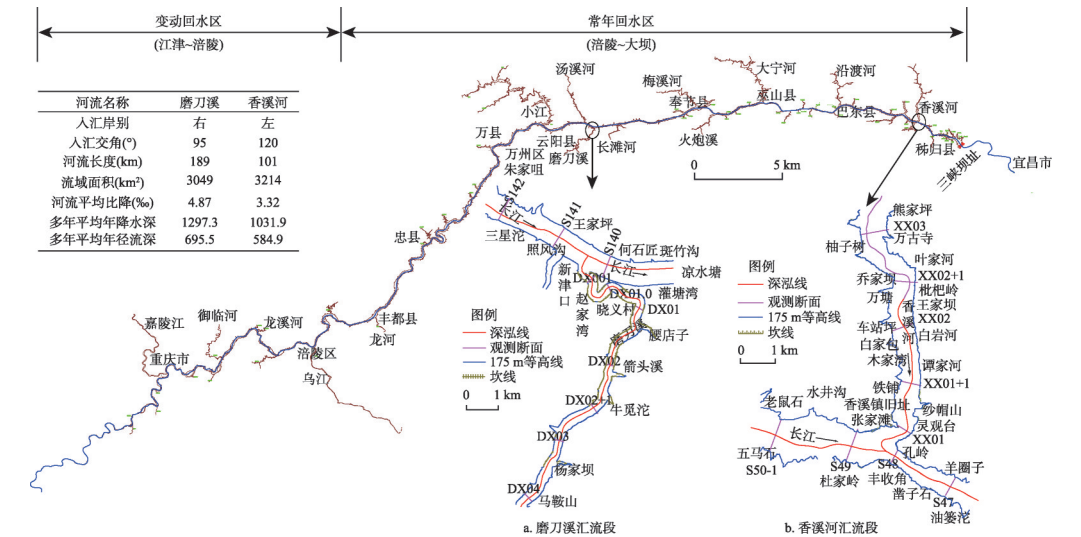 变动回水区
(江津~涪陵)
常年回水区
(涪陵~大坝)
河流名称 磨刀溪 香溪河
入汇岸别 右 左
入汇交角(°) 95 120
河流长度(km) 189 101
流域面积(km²) 3049 3214
河流平均比降(‰) 4.87 3.32
多年平均年降水深 1297.3 1031.9
多年平均年径流深 695.5 584.9
汤溪河
小江
万县
云阳县
磨刀溪
长滩河
万州区
朱家咀
梅溪河
奉节县
火炮溪
大宁河
巫山县
沿渡河
巴东县
香溪河
秭归县
三峡坝址
宜昌市
0 5 km
忠县
丰都县
龙河
涪陵区
乌江
龙溪河
御临河
嘉陵江
重庆市
S142
长江
S141
王家坡
三星沱
照风沟
S140
何石匠
斑竹沟
长江
凉水塘
新津口
DX001
赵家湾
DX01.0
灌塘湾
晓义村
DX01
腰店子
DX02
箭头溪
DX02+1
牛觅沱
DX03
杨家坝
DX04
马鞍山
图例
深泓线
观测断面
175 m等高线
坎线
0 1 km
a. 磨刀溪汇流段
熊家坪
XX03
万古寺
柚子树
叶家河
XX02+1
乔家坝
枇杷岭
万塘
香溪河
王家坝
XX02
车站坪
白岩河
白家包
木家湾
谭家河
铁铺
XX01+1
纱帽山
老鼠石
水井沟
香溪镇旧址
张家滩
灵观台
XX01
长江
孔岭
五马石
S50-1
S49
杜家岭
S48
丰收角
羊圈子
凿子石
S47
油篓沱
图例
深泓线
观测断面
175 m等高线
坎线
0 1 km
b. 香溪河汇流段